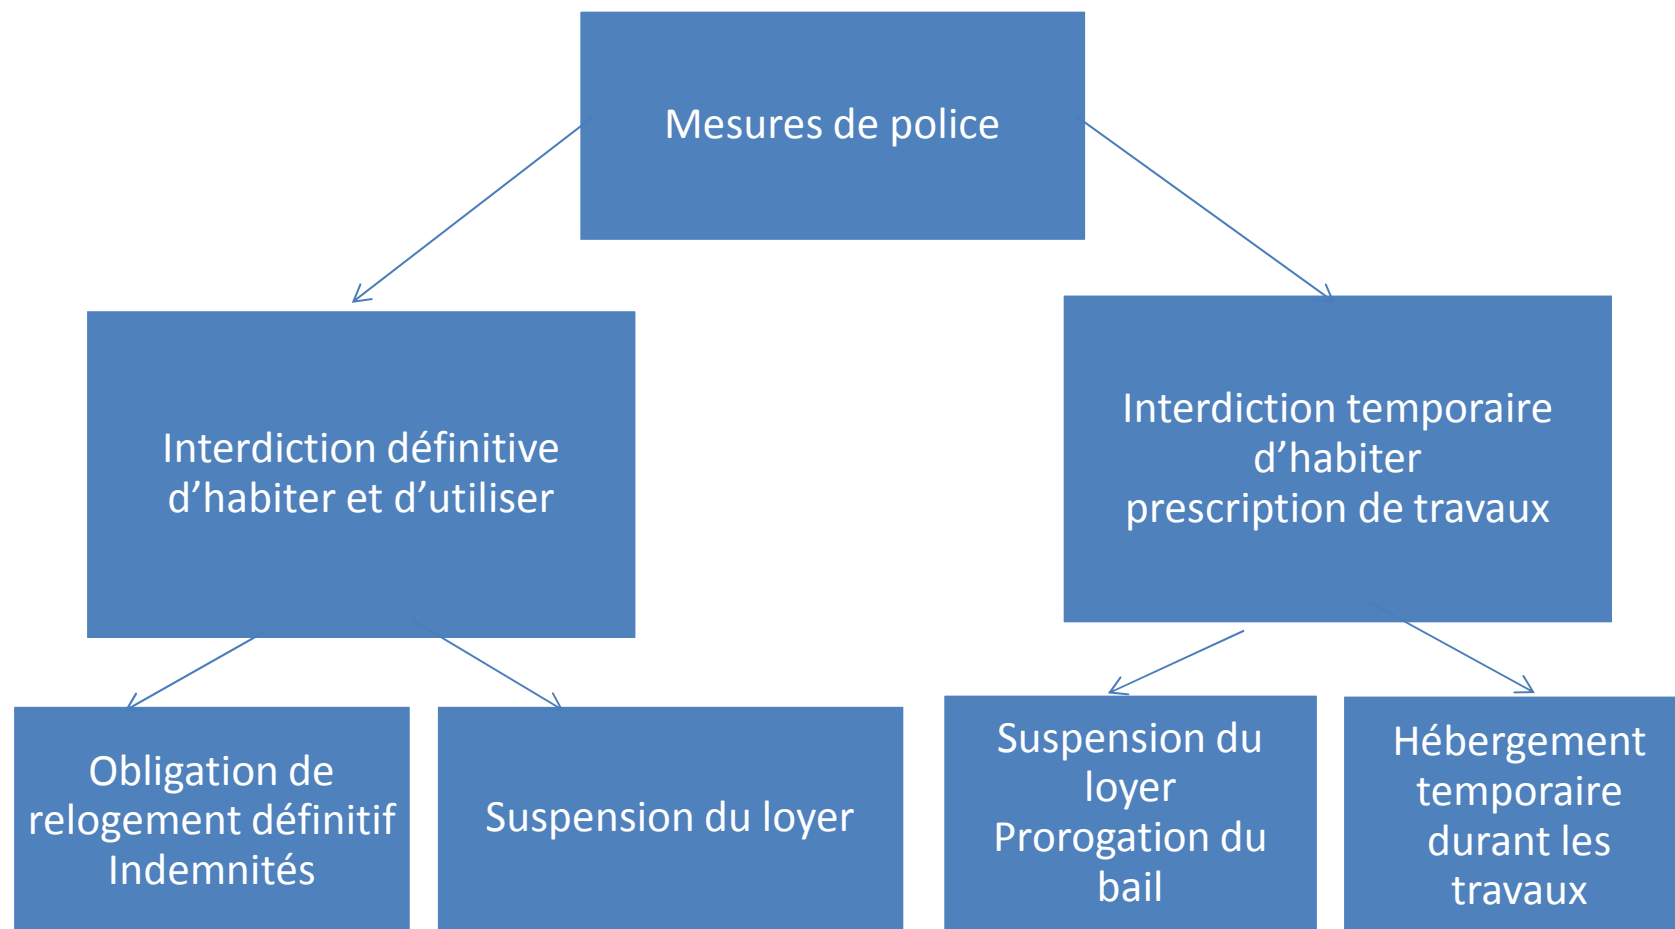 Mesures de police
Interdiction définitive
d’habiter et d’utiliser
Interdiction temporaire
d’habiter
prescription de travaux
Obligation de
relogement définitif
Indemnités
Suspension du loyer
Suspension du
loyer
Prorogation du
bail
Hébergement
temporaire
durant les
travaux